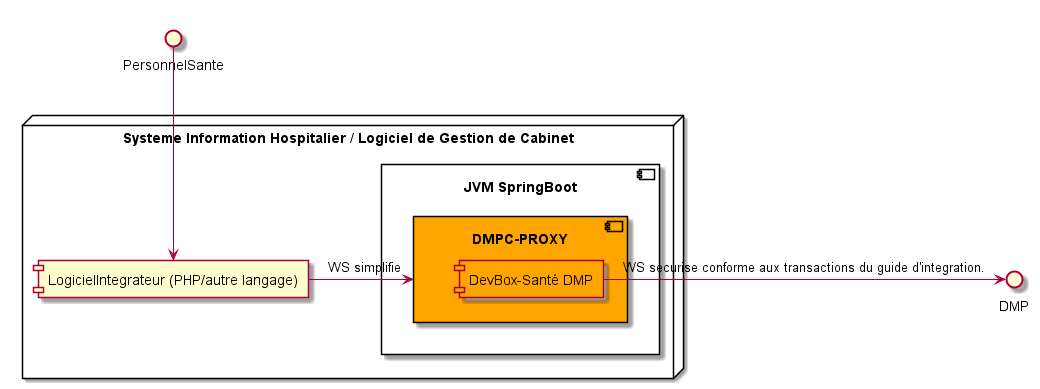 PersonnelSante
Systeme Information Hospitalier / Logiciel de Gestion de Cabinet
JVM SpringBoot
DMPC-PROXY
LogicielIntegrateur (PHP/autre langage)
WS simplifie
DevBox-Santé DMP
WS securise conforme aux transactions du guide d'integration.
DMP